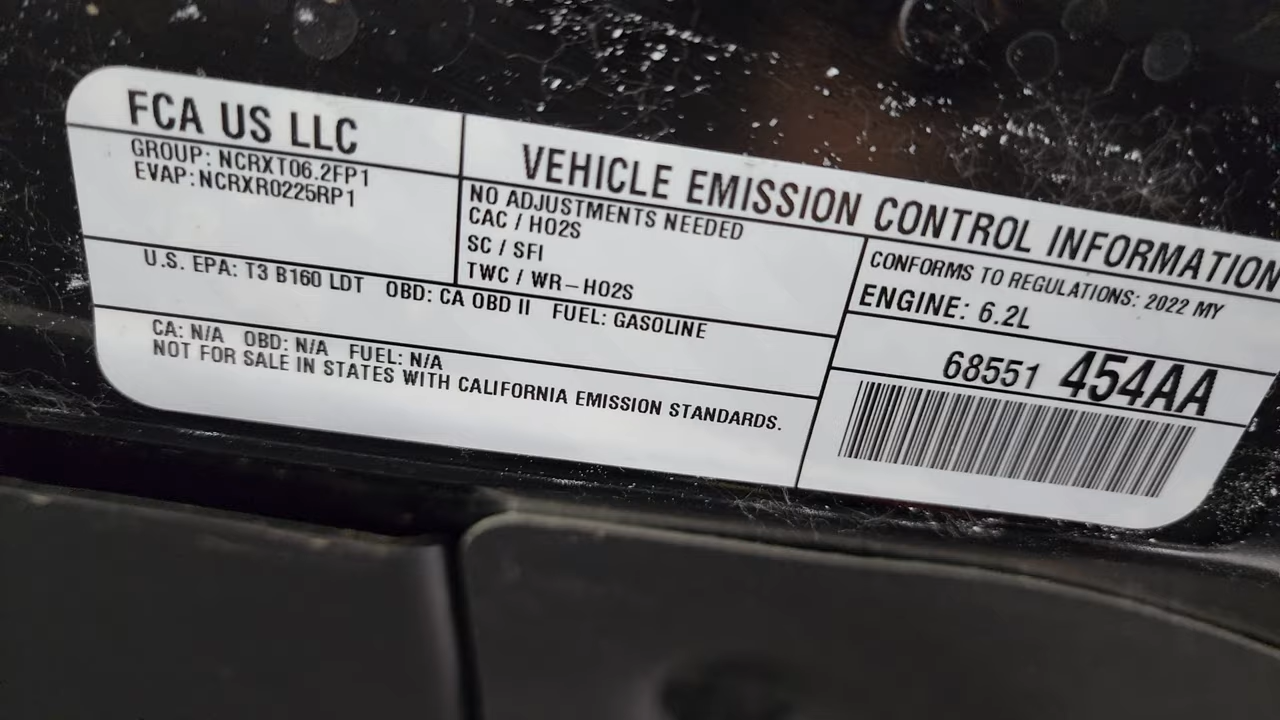 FCA US LLC
GROUP: NCRXT06.2FP1
EVAP: NCRXR0225RP1
VEHICLE EMISSION CONTROL INFORMATION
NO ADJUSTMENTS NEEDED
CAC / HO2S
SC / SFI
TWC / WR-HO2S
CONFORMS TO REGULATIONS: 2022 MY
ENGINE: 6.2L
U.S. EPA: T3 B160 LDT OBD: CA OBD II FUEL: GASOLINE
CA: N/A OBD: N/A FUEL: N/A
NOT FOR SALE IN STATES WITH CALIFORNIA EMISSION STANDARDS.
68551 454AA